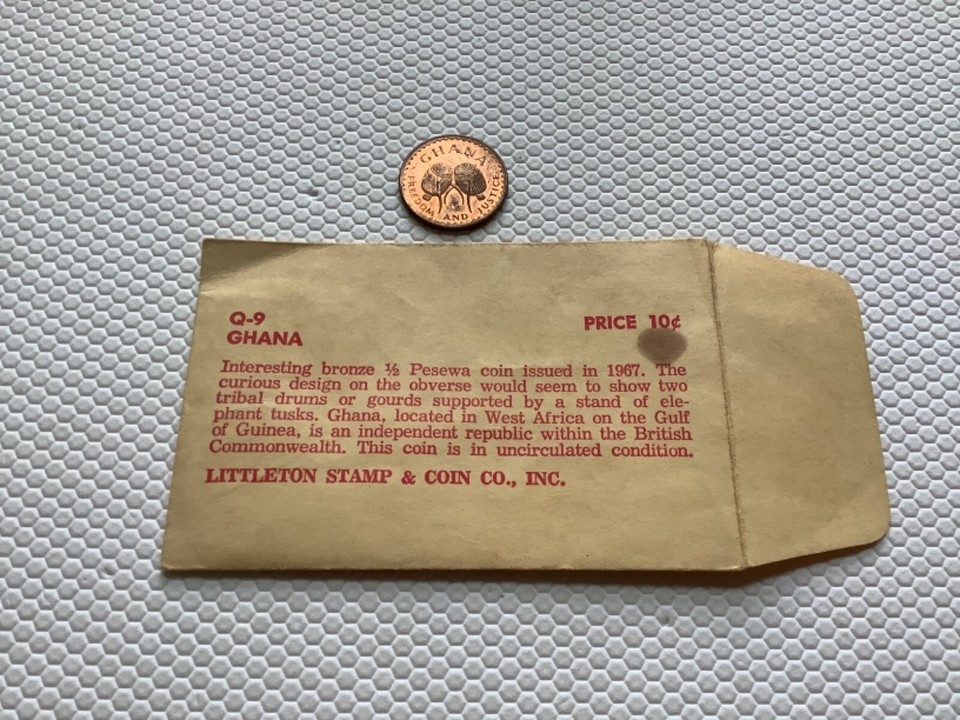 GHANA
FREEDOM AND JUSTICE
Q-9
PRICE 10¢
GHANA
Interesting bronze ½ Pesewa coin issued in 1967. The
curious design on the obverse would seem to show two
tribal drums or gourds supported by a stand of ele-
phant tusks. Ghana, located in West Africa on the Gulf
of Guinea, is an independent republic within the British
Commonwealth. This coin is in uncirculated condition.
LITTLETON STAMP & COIN CO., INC.